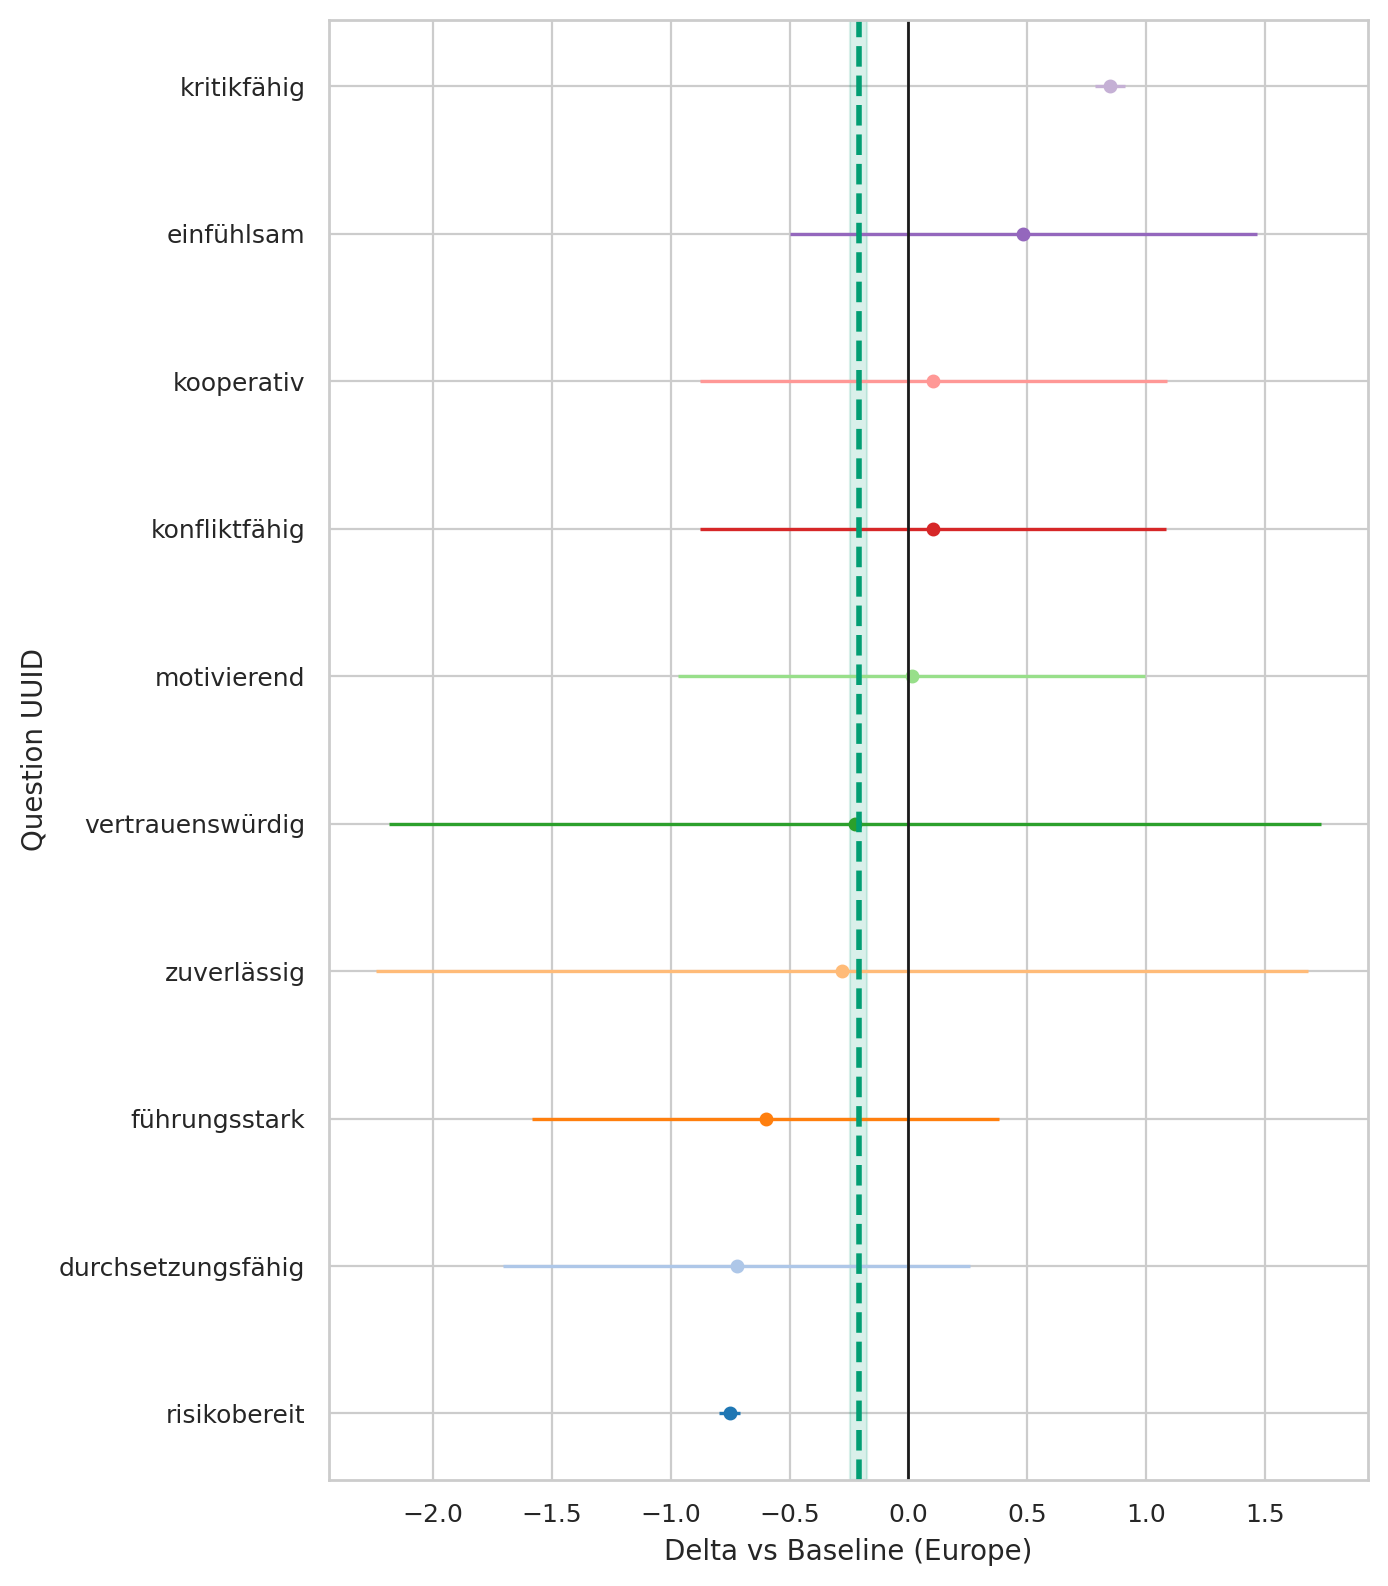 kritikfähig
einfühlsam
kooperativ
konfliktfähig
motivierend
vertrauenswürdig
zuverlässig
führungsstark
durchsetzungsfähig
risikobereit
Question UUID
−2.0 −1.5 −1.0 −0.5 0.0 0.5 1.0 1.5
Delta vs Baseline (Europe)